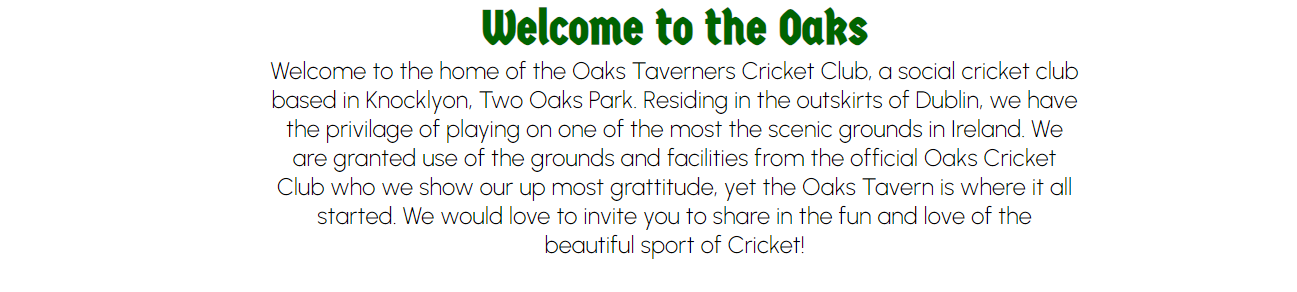 Welcome to the Oaks
Welcome to the home of the Oaks Taverners Cricket Club, a social cricket club
based in Knocklyon, Two Oaks Park. Residing in the outskirts of Dublin, we have
the privilage of playing on one of the most the scenic grounds in Ireland. We
are granted use of the grounds and facilities from the official Oaks Cricket
Club who we show our up most grattitude, yet the Oaks Tavern is where it all
started. We would love to invite you to share in the fun and love of the
beautiful sport of Cricket!